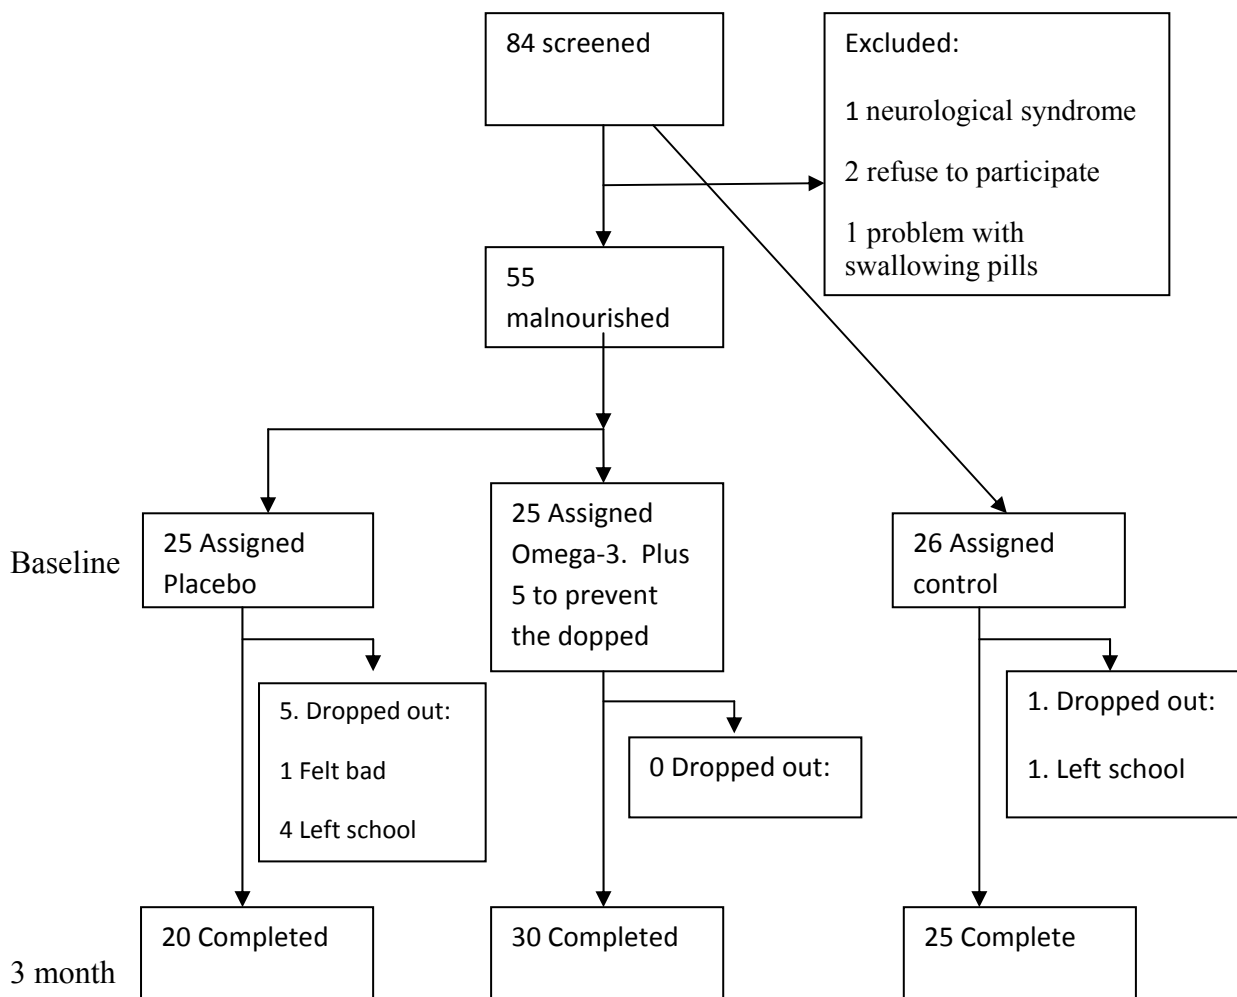 84 screened
Excluded:
1 neurological syndrome
2 refuse to participate
1 problem with
swallowing pills
55
malnourished
Baseline
25 Assigned
Placebo
25 Assigned
Omega-3.  Plus
5 to prevent
the dopped
26 Assigned
control
5. Dropped out:
1 Felt bad
4 Left school
0 Dropped out:
1. Dropped out:
1. Left school
3 month
20 Completed
30 Completed
25 Complete